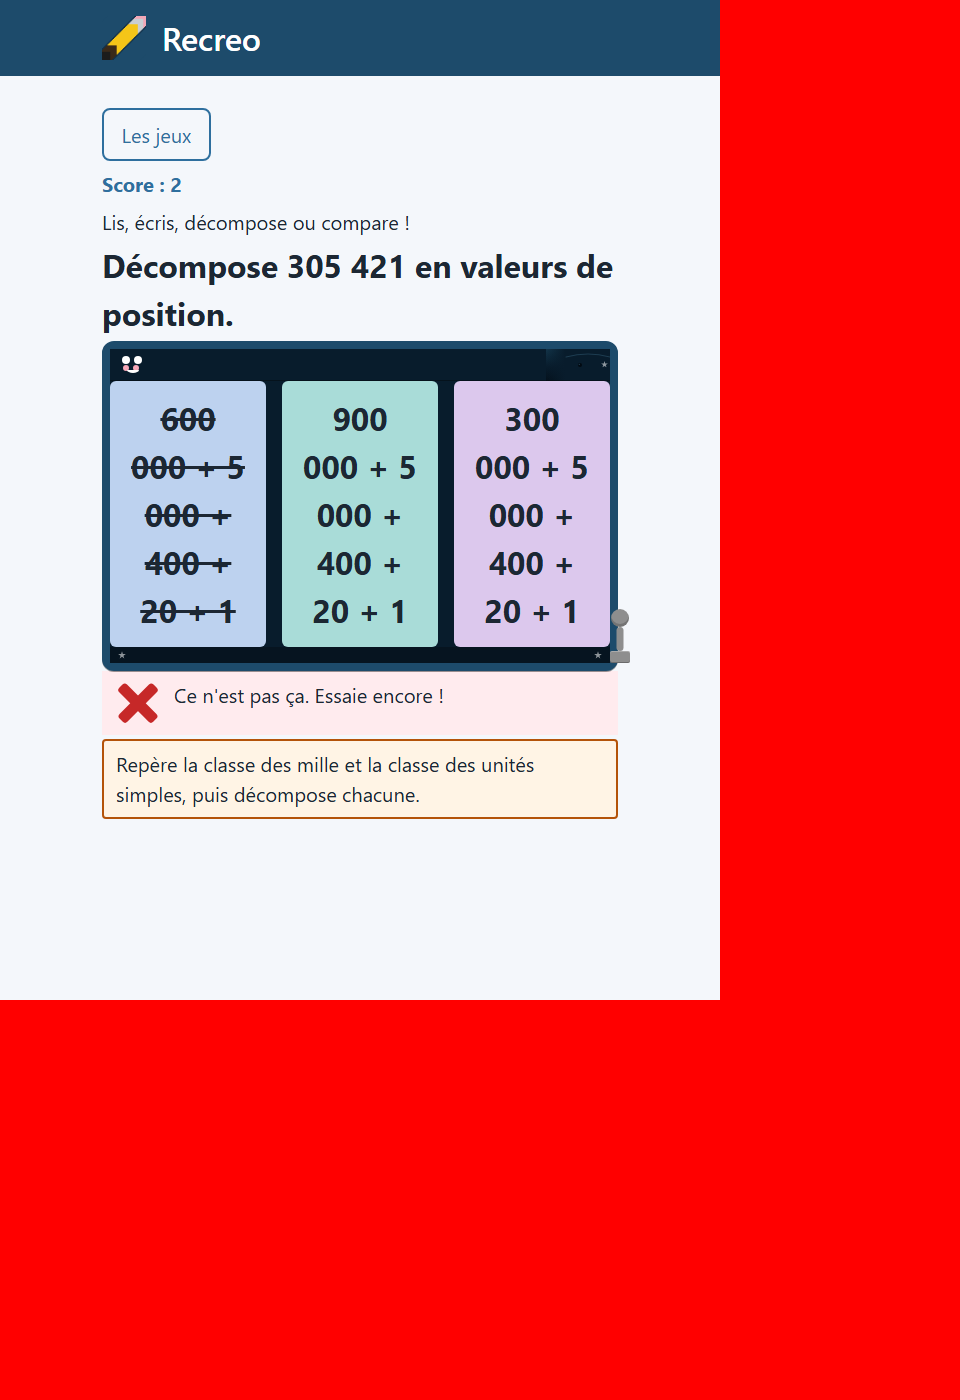 Recreo
Les jeux
Score : 2
Lis, écris, décompose ou compare !
Décompose 305 421 en valeurs de
position.
600
000 + 5
000 +
400 +
20 + 1
900
000 + 5
000 +
400 +
20 + 1
300
000 + 5
000 +
400 +
20 + 1
Ce n'est pas ça. Essaie encore !
Repère la classe des mille et la classe des unités
simples, puis décompose chacune.